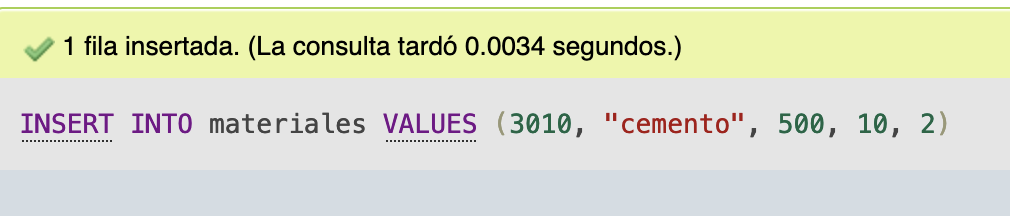 1 fila insertada. (La consulta tardó 0.0034 segundos.)
INSERT INTO materiales VALUES (3010, "cemento", 500, 10, 2)